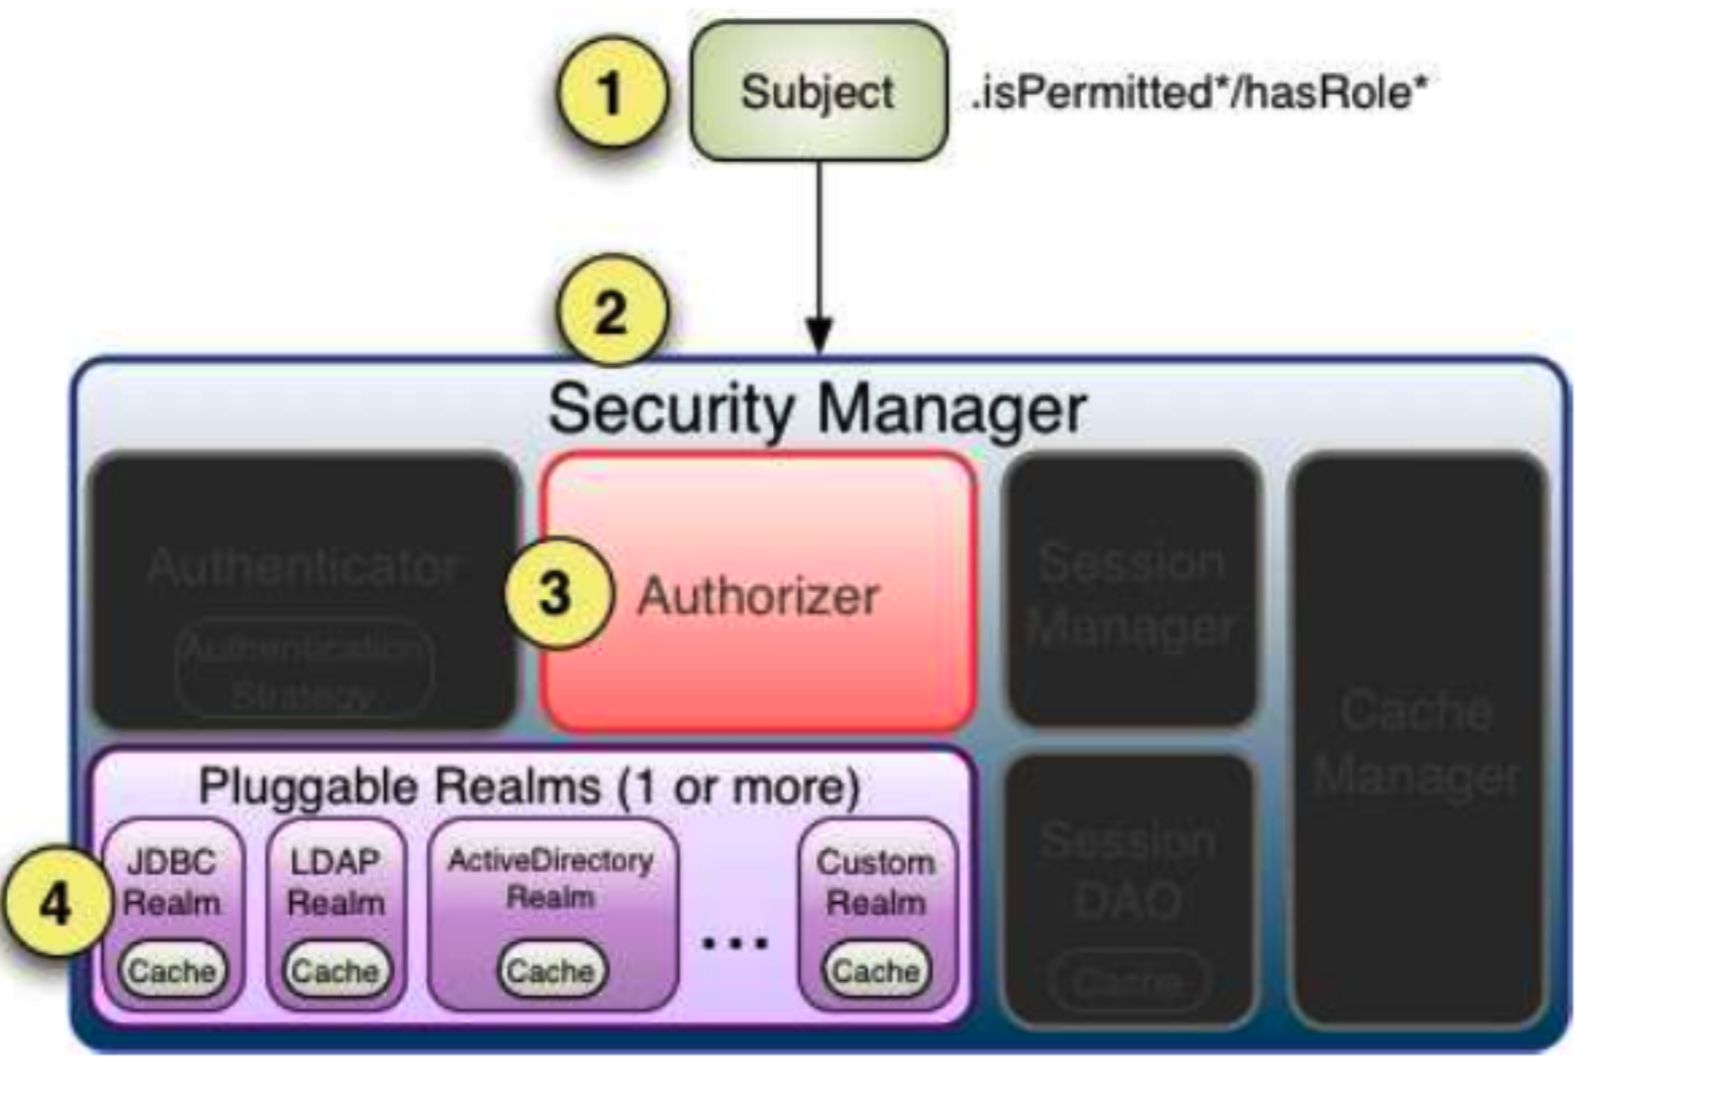 1
Subject
.isPermitted*/hasRole*
2
Security Manager
Authenticator
Authentication
Strategy
3
Authorizer
Session
Manager
Cache
Manager
Pluggable Realms (1 or more)
4
JDBC
Realm
Cache
LDAP
Realm
Cache
ActiveDirectory
Realm
Cache
...
Custom
Realm
Cache
Session
DAO
Cache